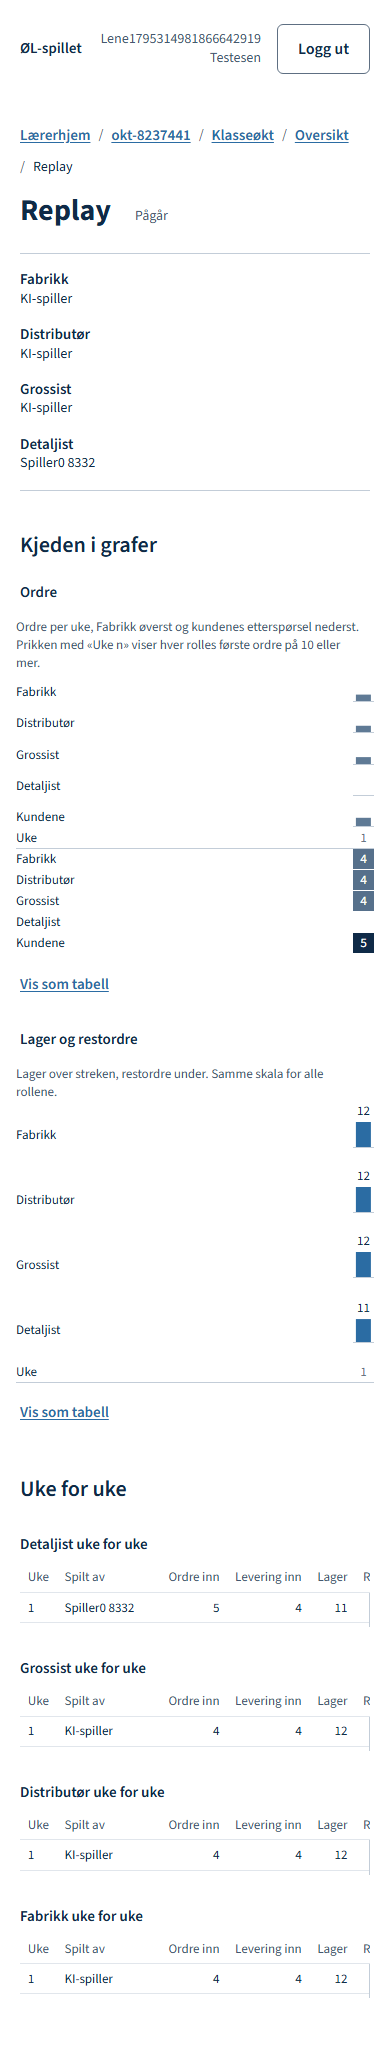 ØL-spillet
Lene1795314981866642919
Testesen
Logg ut
Lærerhjem / okt-8237441 / Klasseøkt / Oversikt
/ Replay
Replay Pågår
Fabrikk
KI-spiller
Distributør
KI-spiller
Grossist
KI-spiller
Detaljist
Spiller0 8332
Kjeden i grafer
Ordre
Ordre per uke, Fabrikk øverst og kundenes etterspørsel nederst.
Prikken med «Uke n» viser hver rolles første ordre på 10 eller
mer.
Fabrikk
Distributør
Grossist
Detaljist
Kundene
Uke 1
Fabrikk 4
Distributør 4
Grossist 4
Detaljist
Kundene 5
Vis som tabell
Lager og restordre
Lager over streken, restordre under. Samme skala for alle
rollene.
12
Fabrikk
12
Distributør
12
Grossist
11
Detaljist
Uke 1
Vis som tabell
Uke for uke
Detaljist uke for uke
Uke Spilt av Ordre inn Levering inn Lager R
1 Spiller0 8332 5 4 11
Grossist uke for uke
Uke Spilt av Ordre inn Levering inn Lager R
1 KI-spiller 4 4 12
Distributør uke for uke
Uke Spilt av Ordre inn Levering inn Lager R
1 KI-spiller 4 4 12
Fabrikk uke for uke
Uke Spilt av Ordre inn Levering inn Lager R
1 KI-spiller 4 4 12